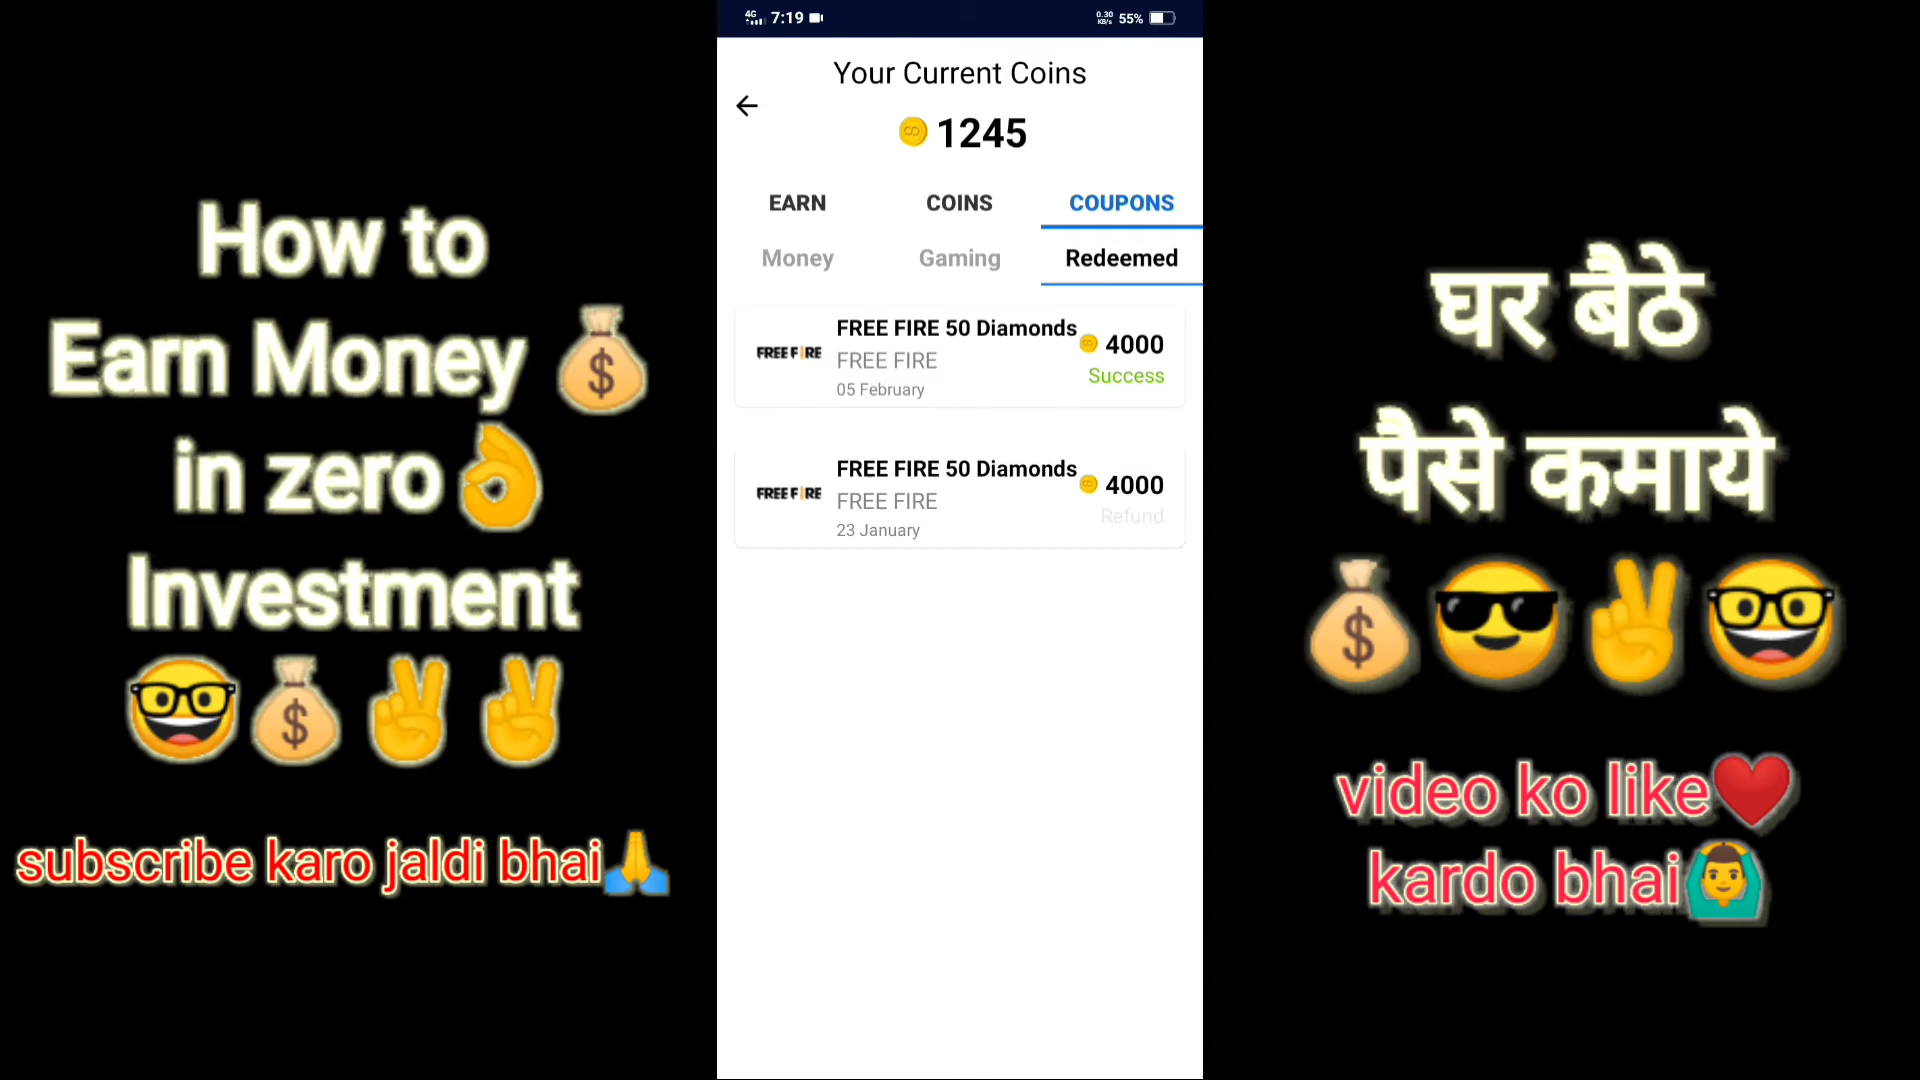 How to
Earn Money 💰
in zero👌
Investment
🤓💰✌️✌️
subscribe karo jaldi bhai🙏
4G 7:19 0.30 KB/s 55%
Your Current Coins
1245
EARN COINS COUPONS
Money Gaming Redeemed
FREE FIRE 50 Diamonds
FREE FIRE FREE FIRE 4000
05 February Success
FREE FIRE 50 Diamonds
FREE FIRE FREE FIRE 4000
23 January Refund
घर बैठे
पैसे कमाये
💰😎✌️🤓
video ko like❤️
kardo bhai🙆‍♂️